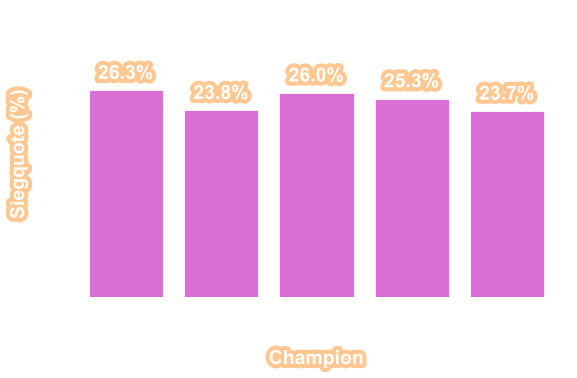 26.3%
23.8%
26.0%
25.3%
23.7%
Siegquote (%)
Champion